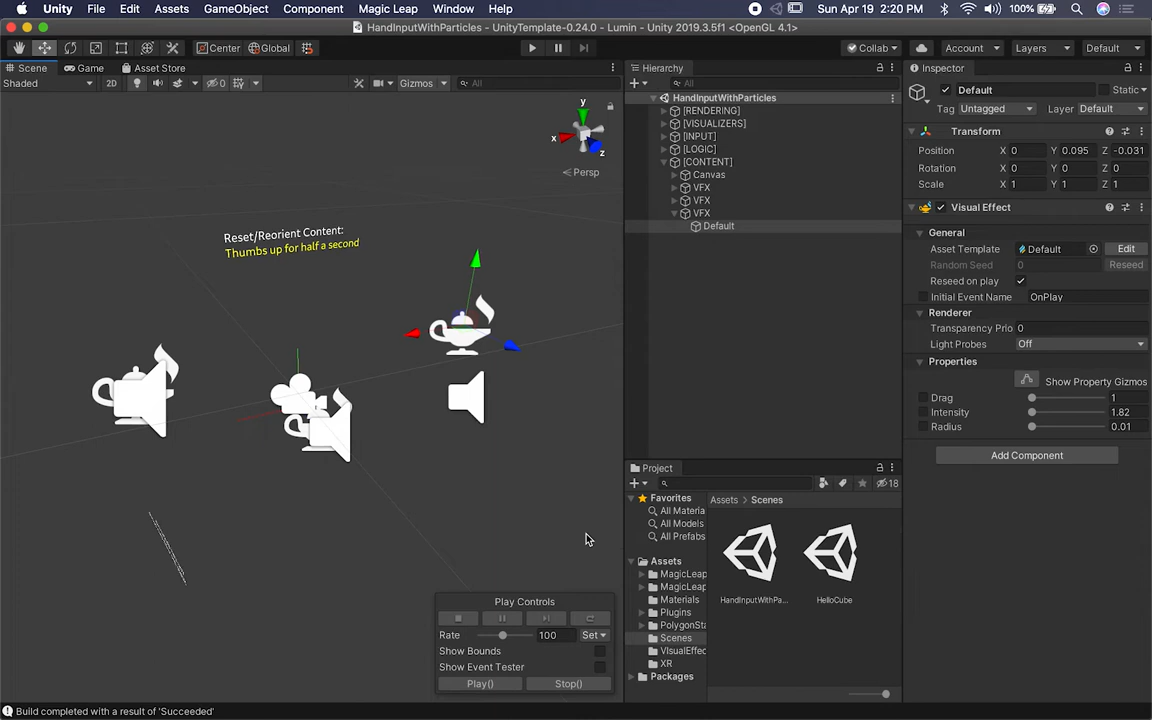 Unity File Edit Assets GameObject Component Magic Leap Window Help 100% Sun Apr 19 2:20 PM
HandInputWithParticles - UnityTemplate-0.24.0 - Lumin - Unity 2019.3.5f1 <OpenGL 4.1>
Center Global Collab Account Layers Default
Scene Game Asset Store
Shaded 2D 0 Gizmos All
y
x
z
Persp
Reset/Reorient Content:
Thumbs up for half a second
Play Controls
Rate 100 Set
Show Bounds
Show Event Tester
Play() Stop()
Hierarchy
All
HandInputWithParticles
[RENDERING]
[VISUALIZERS]
[INPUT]
[LOGIC]
[CONTENT]
Canvas
VFX
VFX
VFX
Default
Project
18
Favorites
All Materia
All Models
All Prefabs
Assets
MagicLeap
MagicLeap
Materials
Plugins
PolygonSta
Scenes
VIsualEffec
XR
Packages
Assets Scenes
HandInputWithPa...
HelloCube
Inspector
Default Static
Tag Untagged Layer Default
Transform
Position X 0 Y 0.095 Z -0.031
Rotation X 0 Y 0 Z 0
Scale X 1 Y 1 Z 1
Visual Effect
General
Asset Template Default Edit
Random Seed 0 Reseed
Reseed on play
Initial Event Name OnPlay
Renderer
Transparency Prio 0
Light Probes Off
Properties
Show Property Gizmos
Drag 1
Intensity 1.82
Radius 0.01
Add Component
Build completed with a result of 'Succeeded'